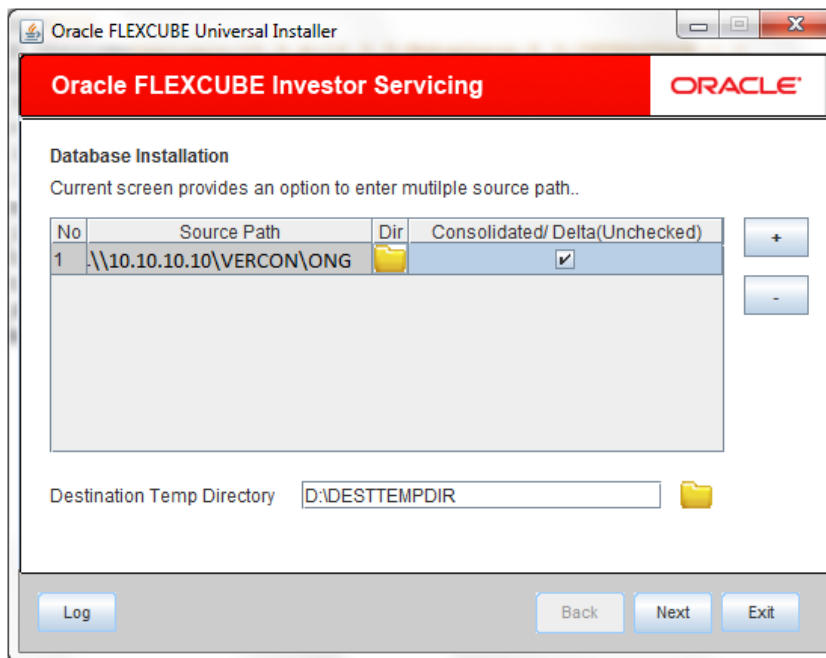 Oracle FLEXCUBE Universal Installer
Oracle FLEXCUBE Investor Servicing
ORACLE
Database Installation
Current screen provides an option to enter mutilple source path..
No Source Path Dir Consolidated/ Delta(Unchecked)
1 .\\10.10.10.10\VERCON\ONG
+
-
Destination Temp Directory D:\DESTTEMPDIR
Log Back Next Exit